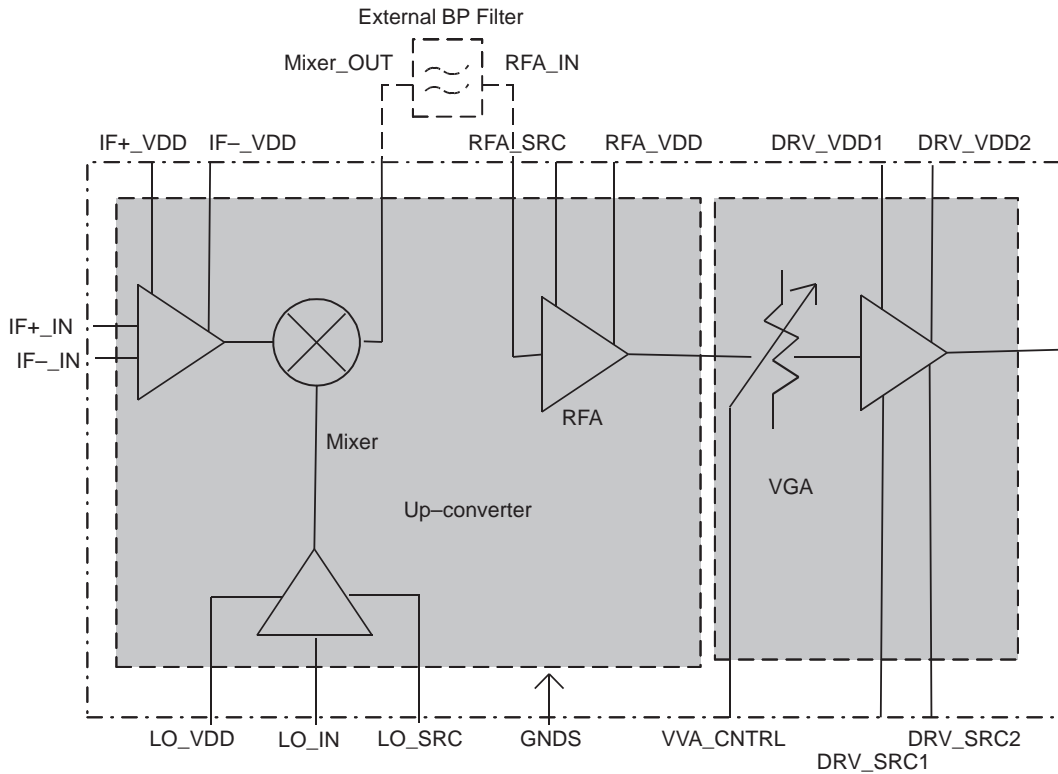 External BP Filter
Mixer_OUT
RFA_IN
IF+_VDD
IF–_VDD
RFA_SRC
RFA_VDD
DRV_VDD1
DRV_VDD2
IF+_IN
IF–_IN
RFA
Mixer
VGA
Up–converter
LO_VDD
LO_IN
LO_SRC
GNDS
VVA_CNTRL
DRV_SRC2
DRV_SRC1